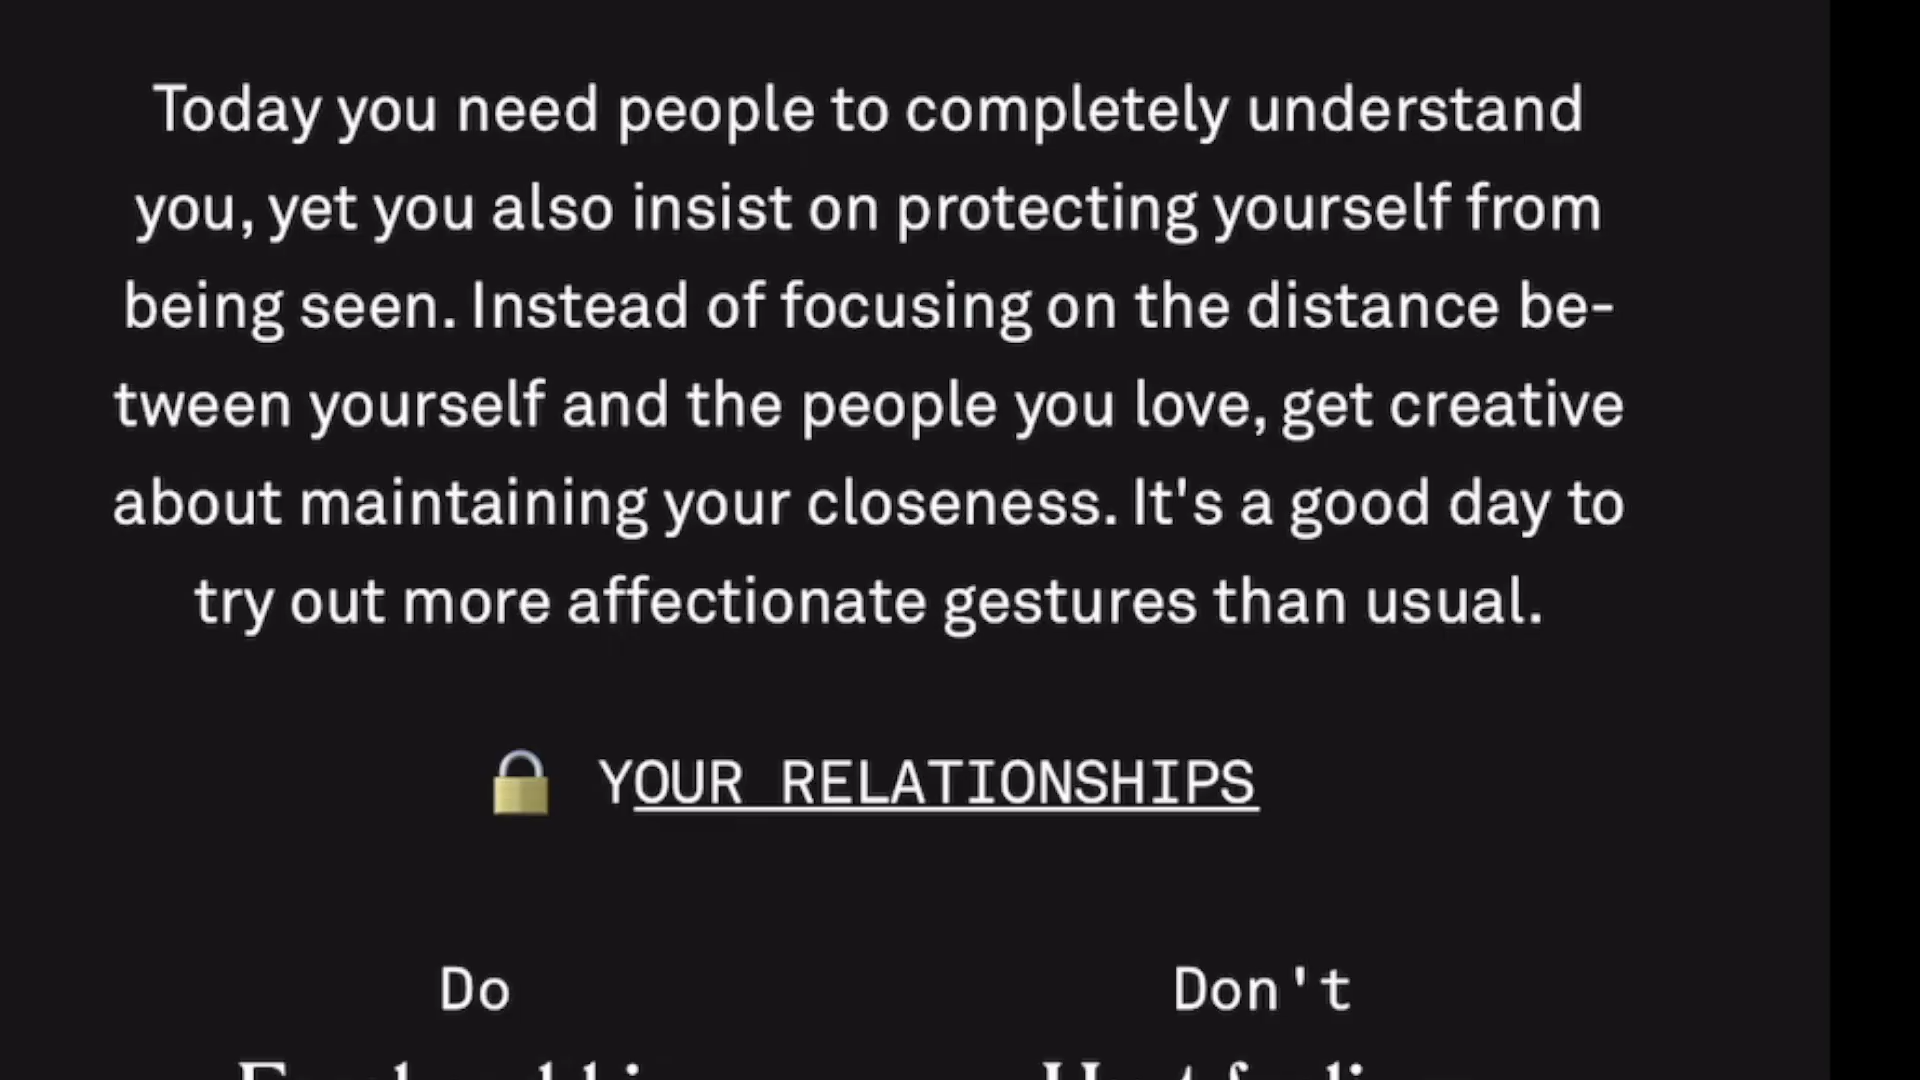 Today you need people to completely understand
you, yet you also insist on protecting yourself from
being seen. Instead of focusing on the distance be-
tween yourself and the people you love, get creative
about maintaining your closeness. It's a good day to
try out more affectionate gestures than usual.
YOUR RELATIONSHIPS
Do Don't